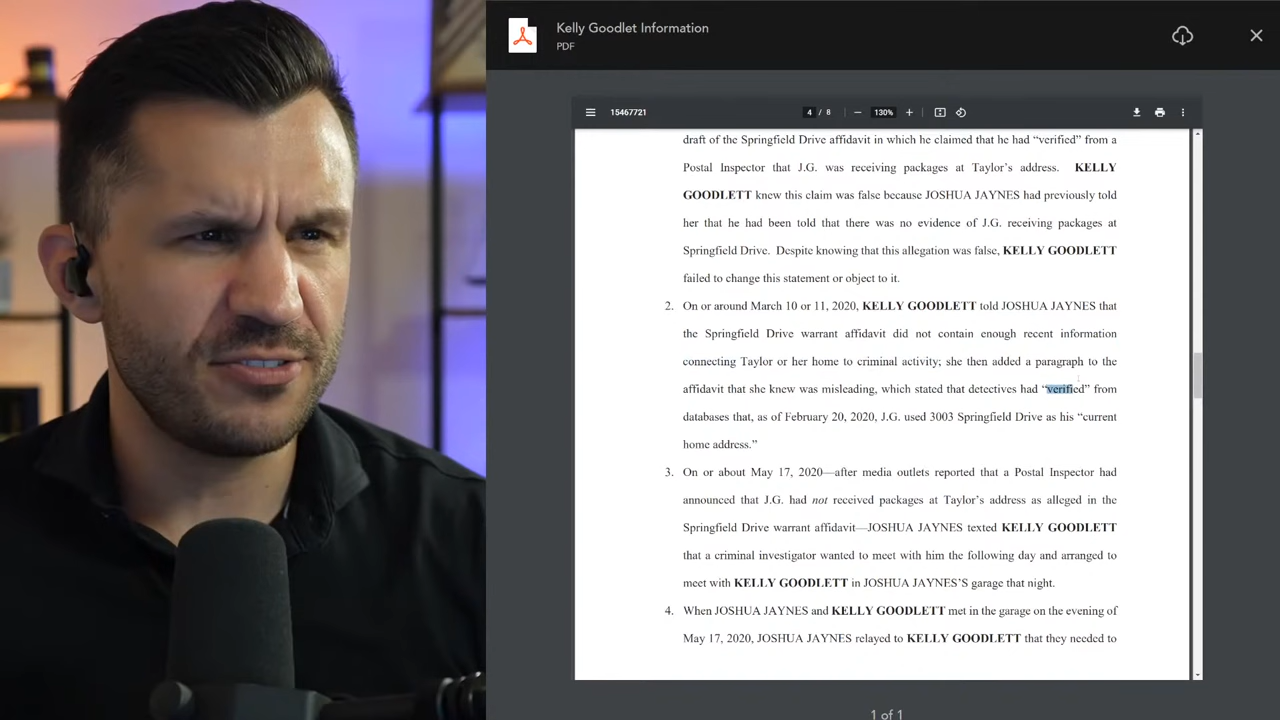 Kelly Goodlet Information
PDF
15467721
4 / 8
130%
draft of the Springfield Drive affidavit in which he claimed that he had “verified” from a
Postal Inspector that J.G. was receiving packages at Taylor’s address. KELLY
GOODLETT knew this claim was false because JOSHUA JAYNES had previously told
her that he had been told that there was no evidence of J.G. receiving packages at
Springfield Drive. Despite knowing that this allegation was false, KELLY GOODLETT
failed to change this statement or object to it.
2. On or around March 10 or 11, 2020, KELLY GOODLETT told JOSHUA JAYNES that
the Springfield Drive warrant affidavit did not contain enough recent information
connecting Taylor or her home to criminal activity; she then added a paragraph to the
affidavit that she knew was misleading, which stated that detectives had “verified” from
databases that, as of February 20, 2020, J.G. used 3003 Springfield Drive as his “current
home address.”
3. On or about May 17, 2020—after media outlets reported that a Postal Inspector had
announced that J.G. had not received packages at Taylor’s address as alleged in the
Springfield Drive warrant affidavit—JOSHUA JAYNES texted KELLY GOODLETT
that a criminal investigator wanted to meet with him the following day and arranged to
meet with KELLY GOODLETT in JOSHUA JAYNES’S garage that night.
4. When JOSHUA JAYNES and KELLY GOODLETT met in the garage on the evening of
May 17, 2020, JOSHUA JAYNES relayed to KELLY GOODLETT that they needed to
1 of 1